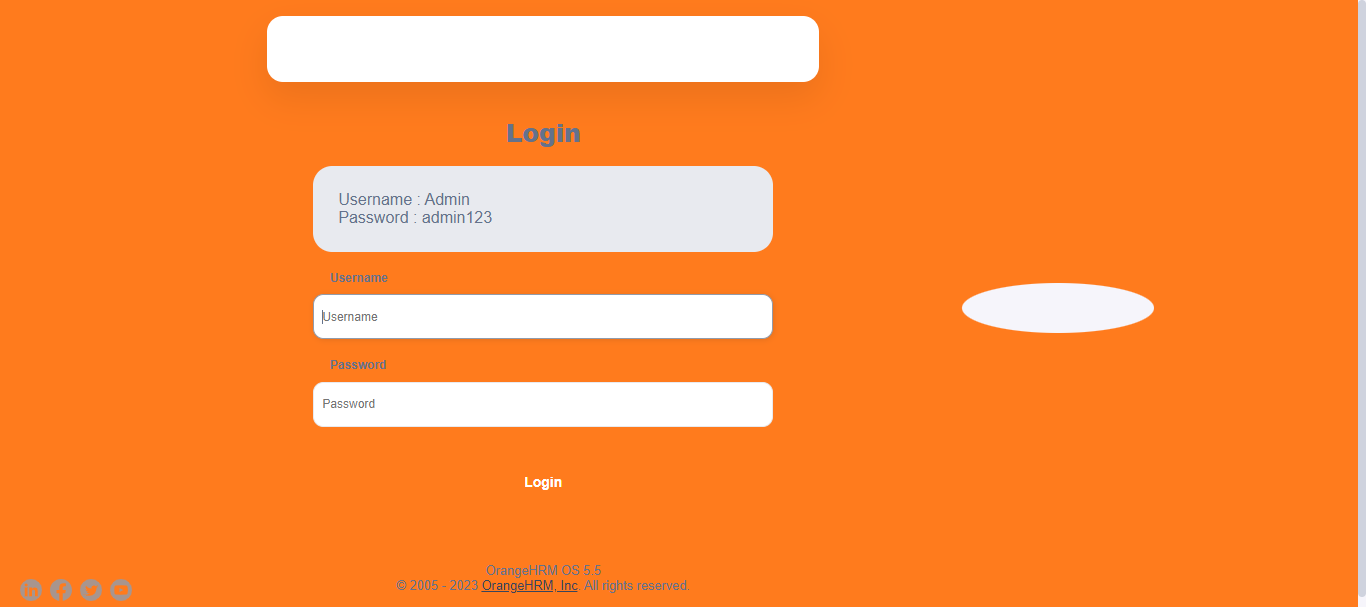 Login
Username : Admin
Password : admin123
Username
Username
Password
Password
Login
OrangeHRM OS 5.5
© 2005 - 2023 OrangeHRM, Inc. All rights reserved.
in